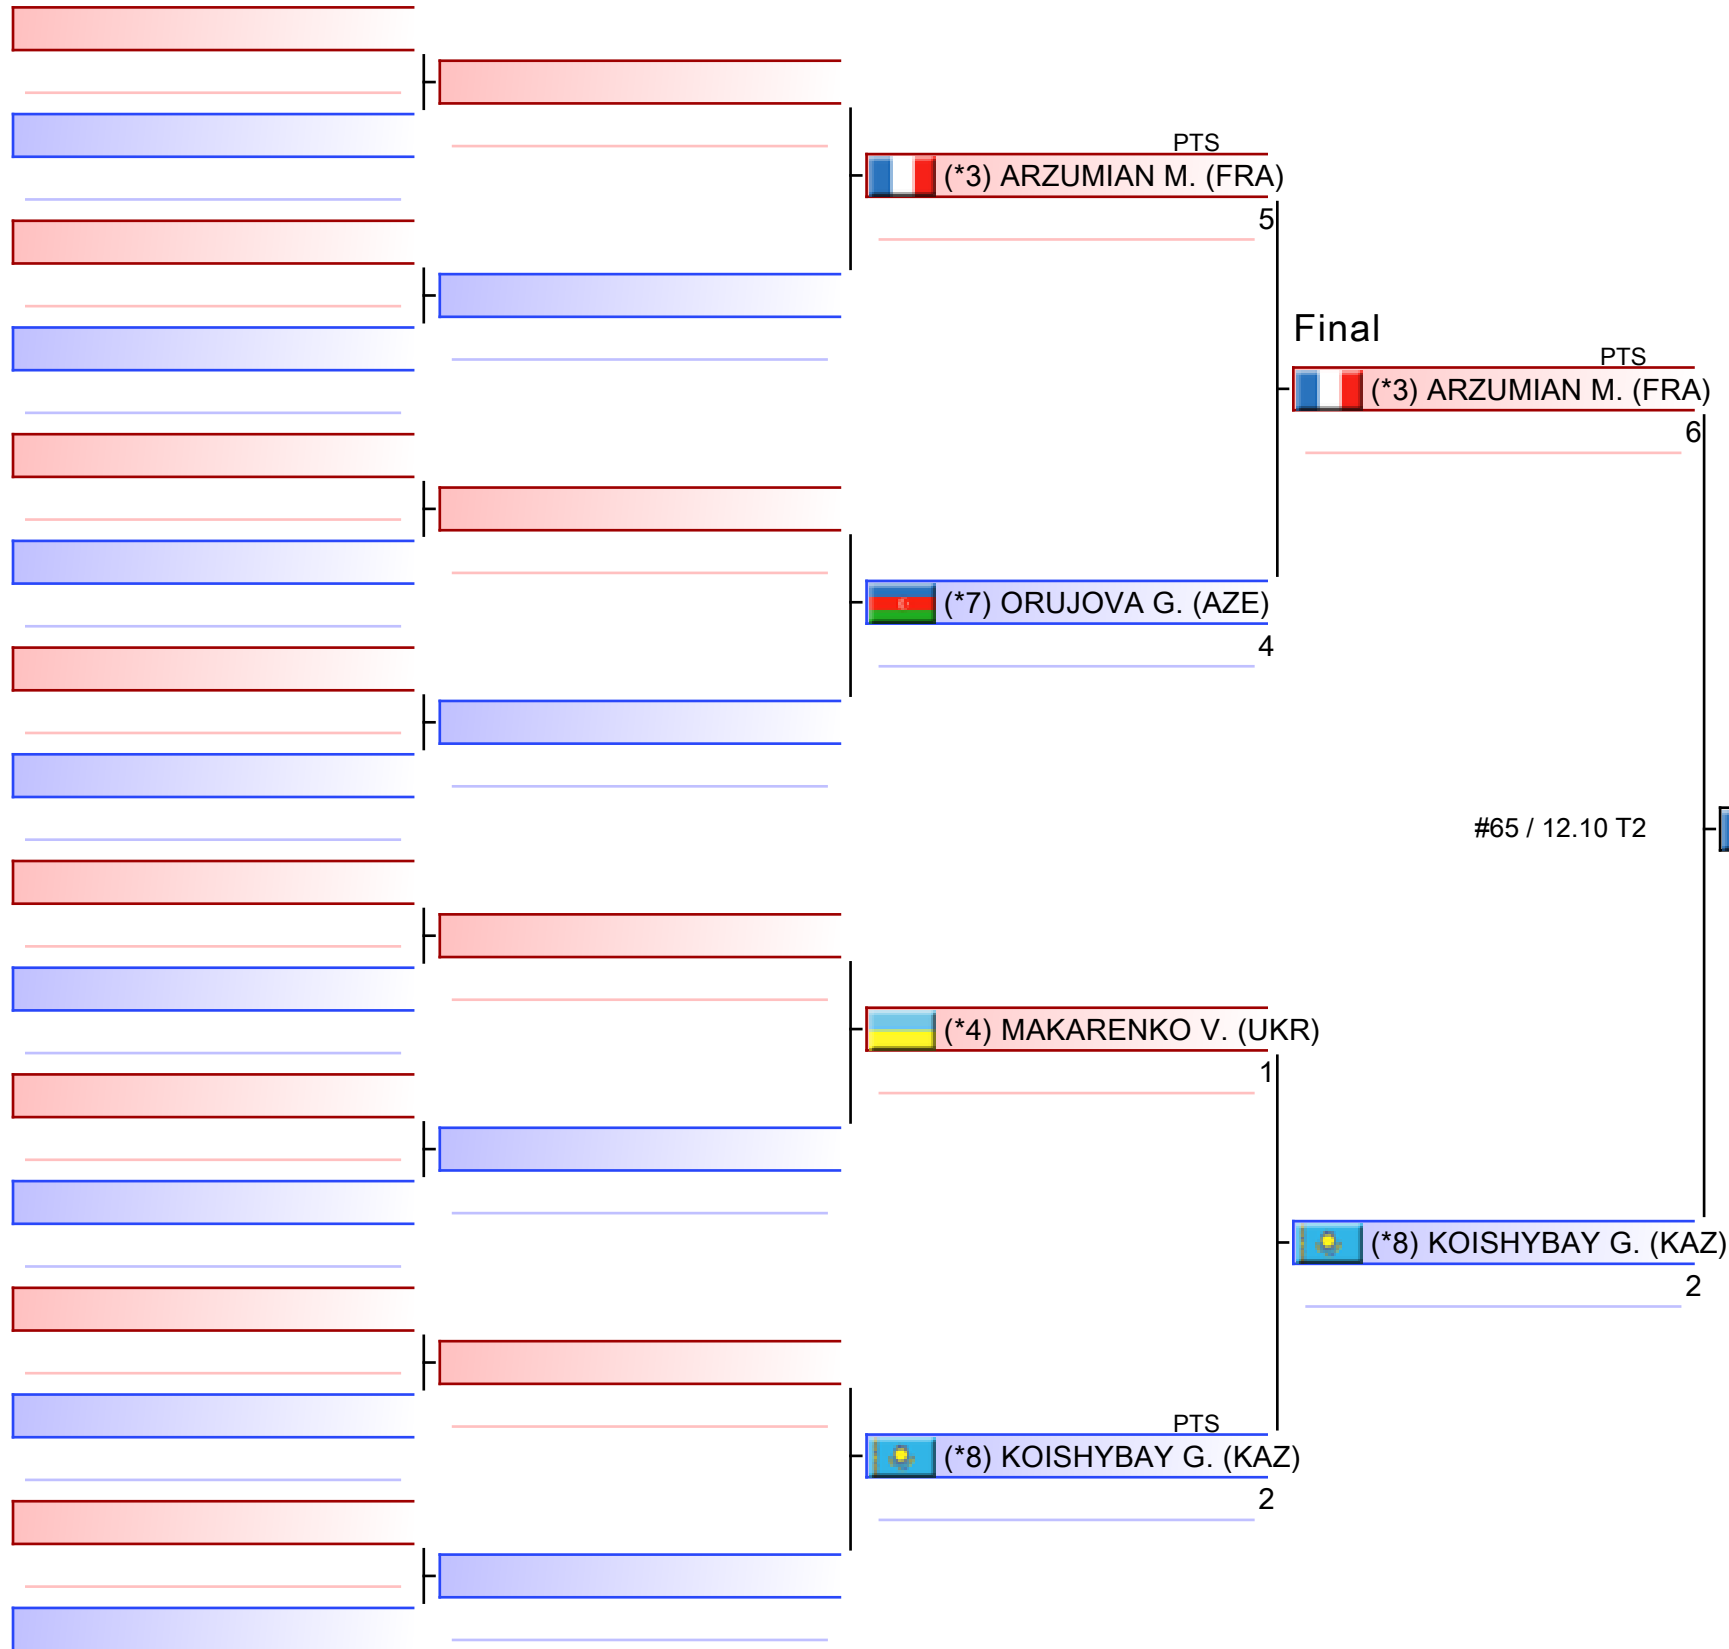 PTS
(*3) ARZUMIAN M. (FRA)
5
Final
PTS
(*3) ARZUMIAN M. (FRA)
6
(*7) ORUJOVA G. (AZE)
4
#65 / 12.10 T2
(*4) MAKARENKO V. (UKR)
1
(*8) KOISHYBAY G. (KAZ)
2
PTS
(*8) KOISHYBAY G. (KAZ)
2